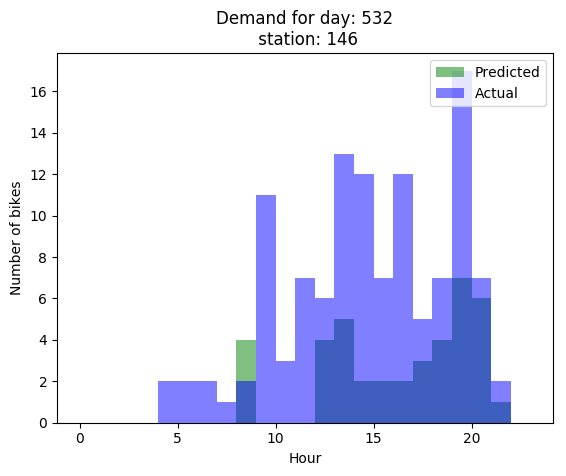 Demand for day: 532
station: 146
Predicted
Actual
Number of bikes
16
14
12
10
8
6
4
2
0
0 5 10 15 20
Hour